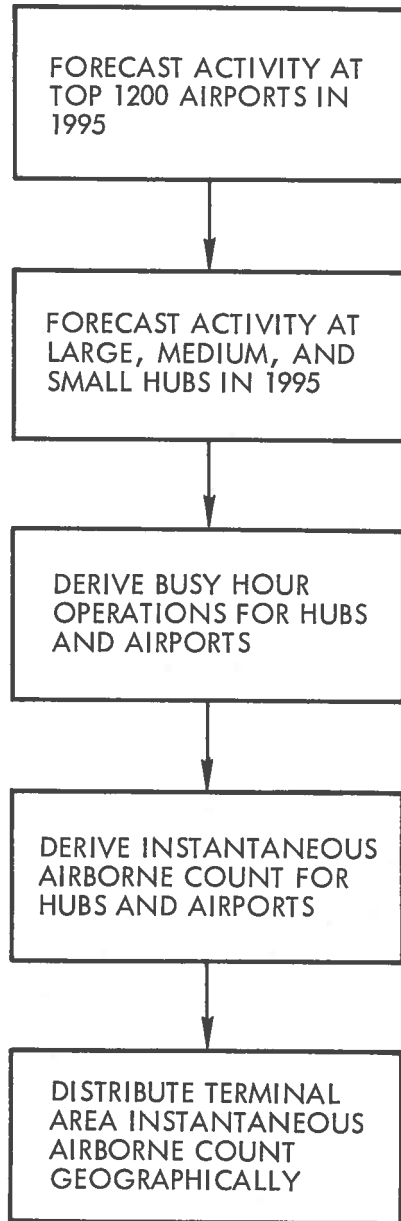 FORECAST ACTIVITY AT
TOP 1200 AIRPORTS IN
1995
FORECAST ACTIVITY AT
LARGE, MEDIUM, AND
SMALL HUBS IN 1995
DERIVE BUSY HOUR
OPERATIONS FOR HUBS
AND AIRPORTS
DERIVE INSTANTANEOUS
AIRBORNE COUNT FOR
HUBS AND AIRPORTS
DISTRIBUTE TERMINAL
AREA INSTANTANEOUS
AIRBORNE COUNT
GEOGRAPHICALLY